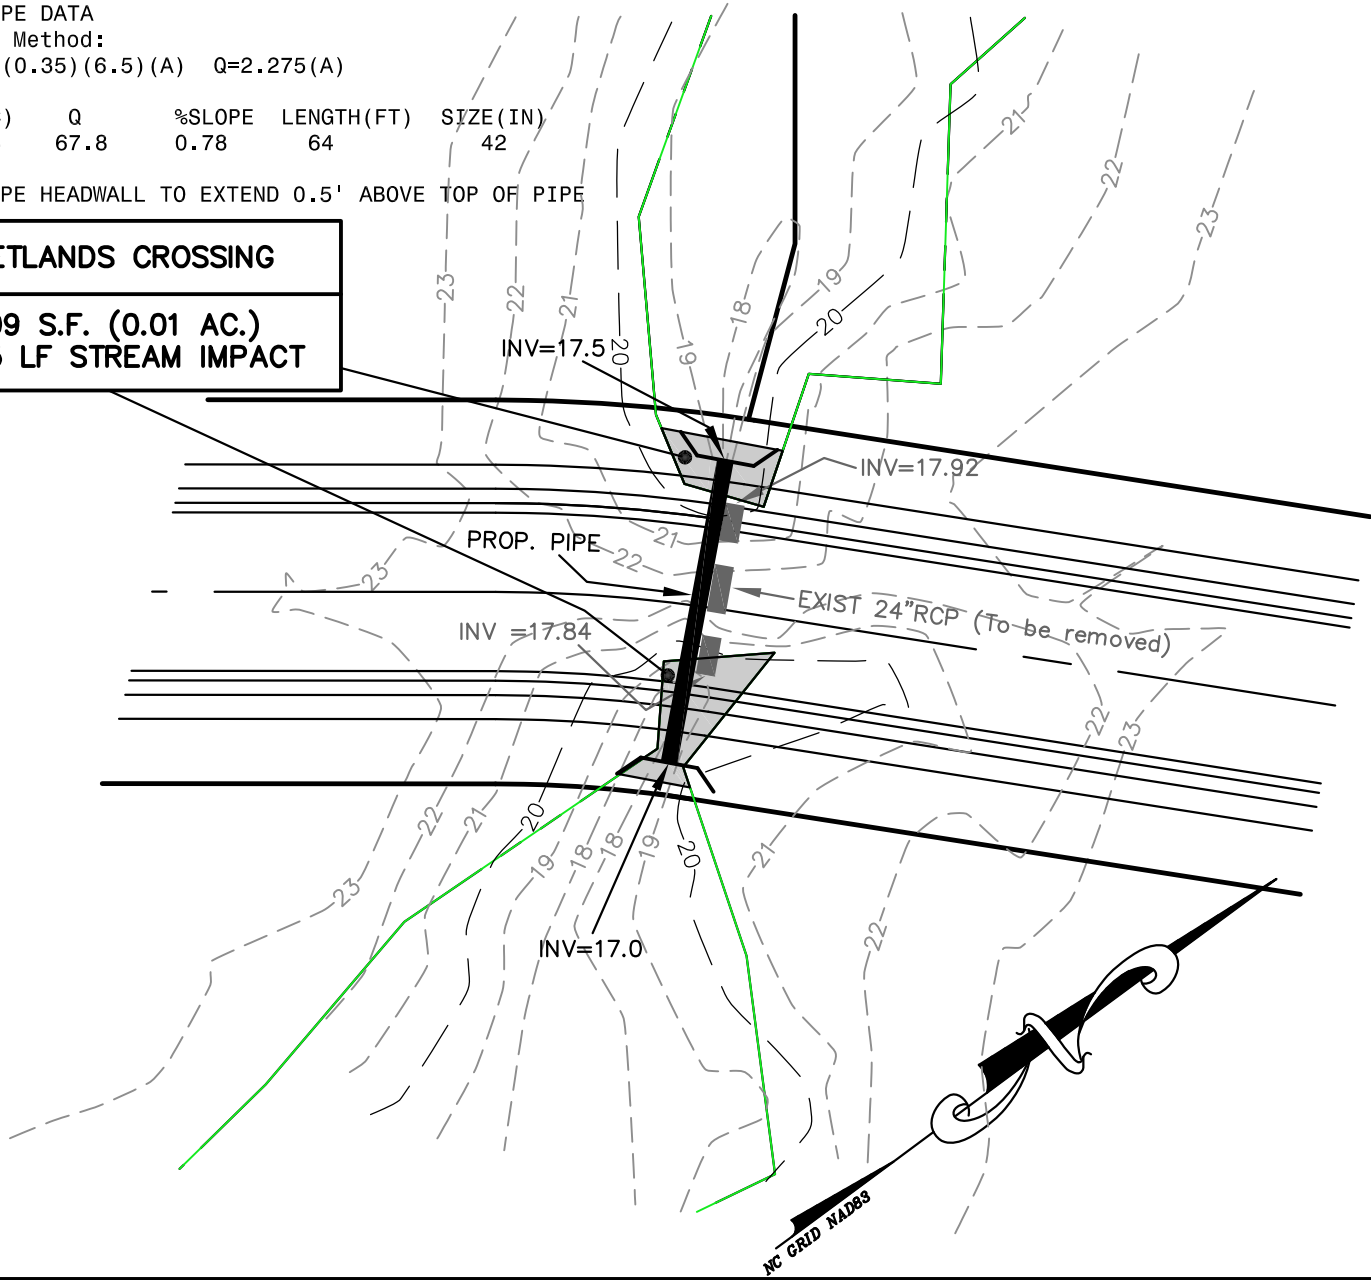 PE DATA
Method:
(0.35)(6.5)(A) Q=2.275(A)
) Q %SLOPE LENGTH(FT) SIZE(IN)
67.8 0.78 64 42
PE HEADWALL TO EXTEND 0.5' ABOVE TOP OF PIPE
TLANDS CROSSING
9 S.F. (0.01 AC.)
LF STREAM IMPACT
21
22
23
23
22
21
19
18
20
INV=17.5
20
19
INV=17.92
21
PROP. PIPE
22
23
EXIST 24"RCP (To be removed)
INV =17.84
22
23
22
21
20
19
18
18
19
20
21
23
22
INV=17.0
NC GRID NAD83